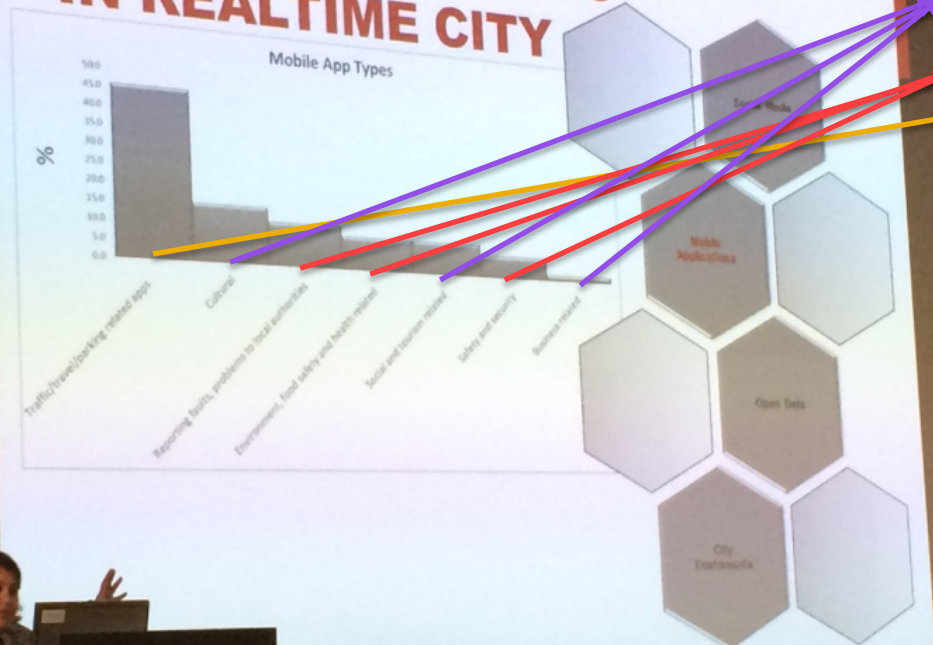 IN REALTIME CITY
Mobile App Types
50.0
45.0
40.0
35.0
30.0
25.0
20.0
15.0
10.0
5.0
0.0
%
Traffic/travel/parking related apps
Cultural
Reporting faults, problems to local authorities
Environment, food safety and health related
Social and tourism related
Safety and security
Business related
Social Media
Mobile
Applications
Open Data
City
Dashboards